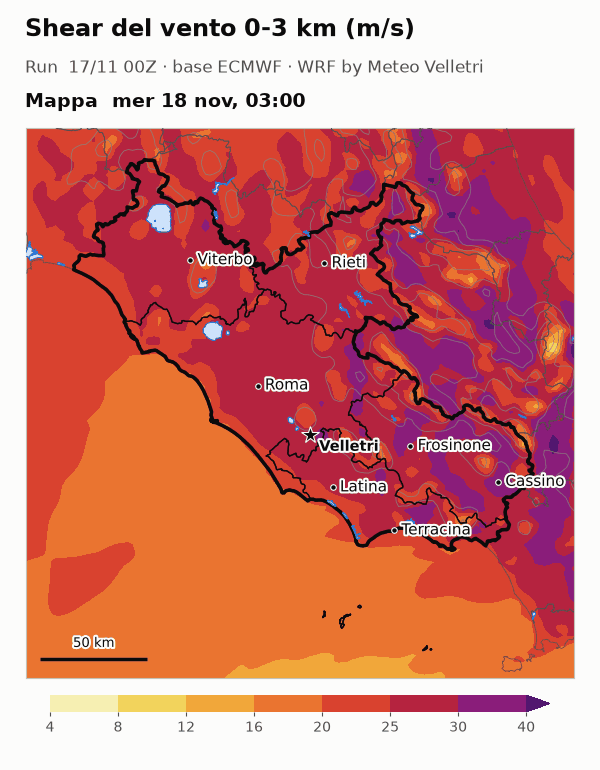 Shear del vento 0-3 km (m/s)
Run 17/11 00Z · base ECMWF · WRF by Meteo Velletri
Mappa mer 18 nov, 03:00
Viterbo
Rieti
Roma
Velletri
Frosinone
Cassino
Latina
Terracina
50 km
4 8 12 16 20 25 30 40